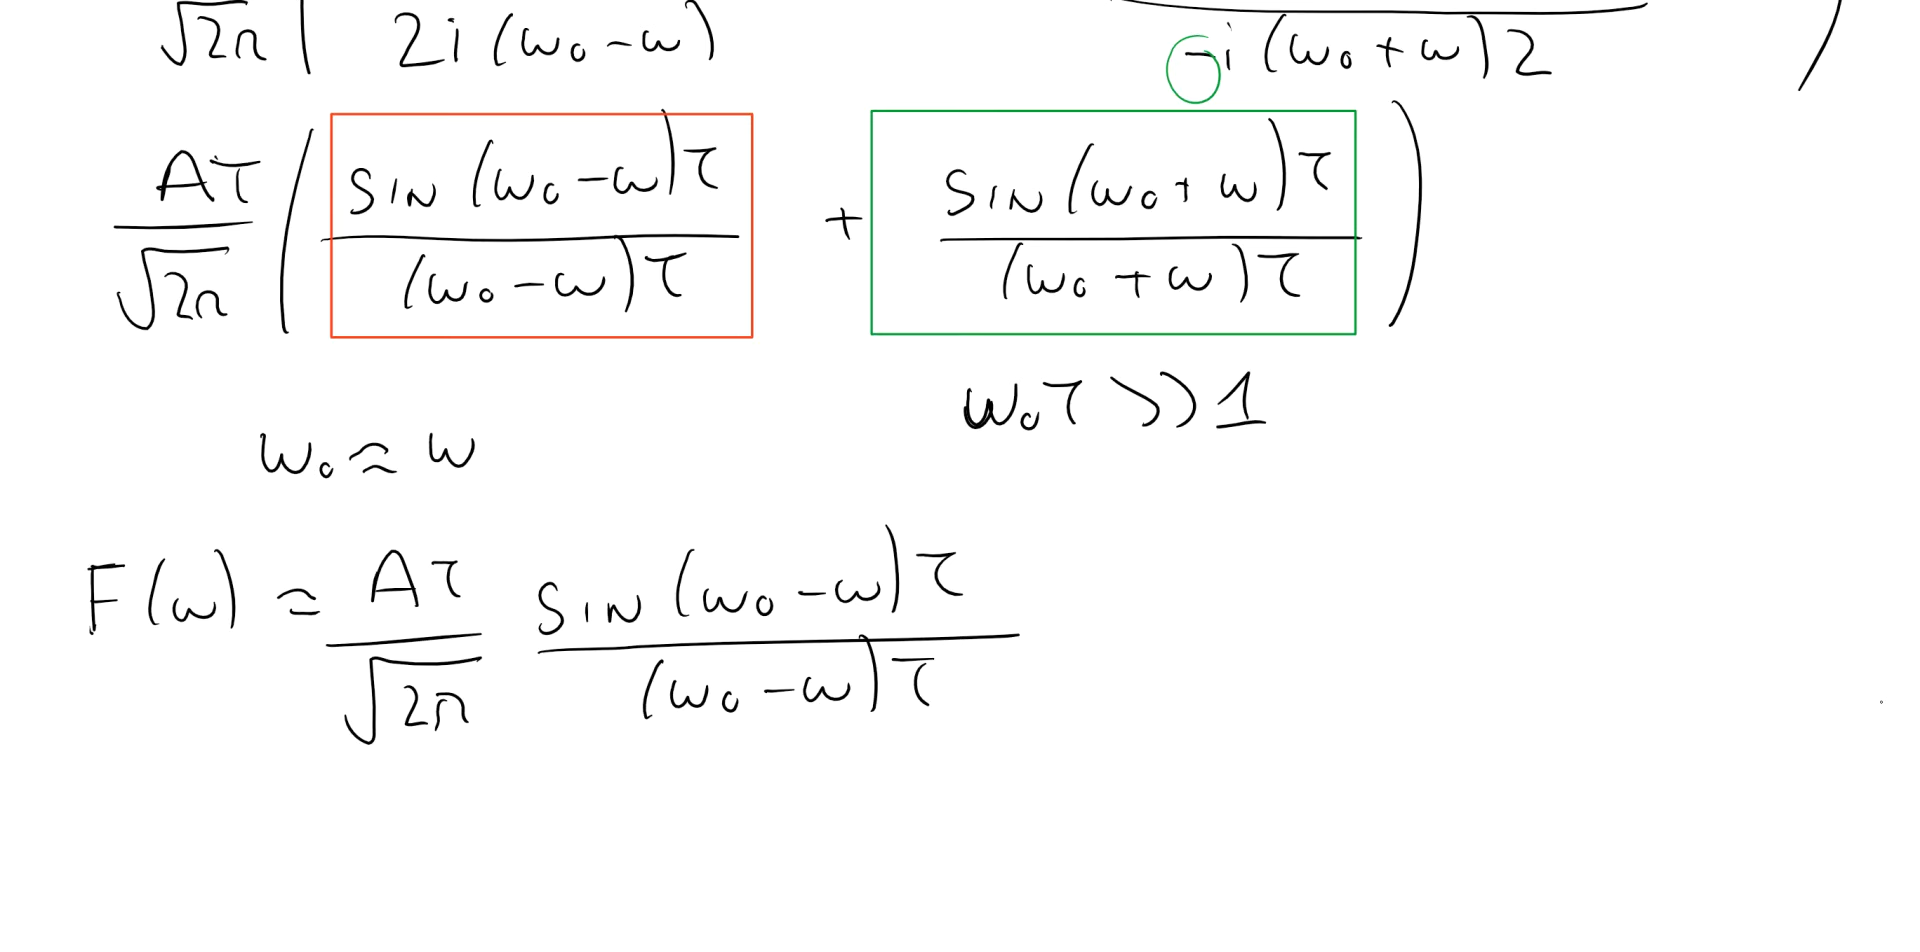 √2π ( 2i(ω₀-ω) -i(ω₀+ω)2 )
Aτ/√2π ( SIN(ω₀-ω)τ/(ω₀-ω)τ + SIN(ω₀+ω)τ/(ω₀+ω)τ )
ω₀τ >> 1
ω₀ ≈ ω
F(ω) ≈ Aτ/√2π SIN(ω₀-ω)τ/(ω₀-ω)τ